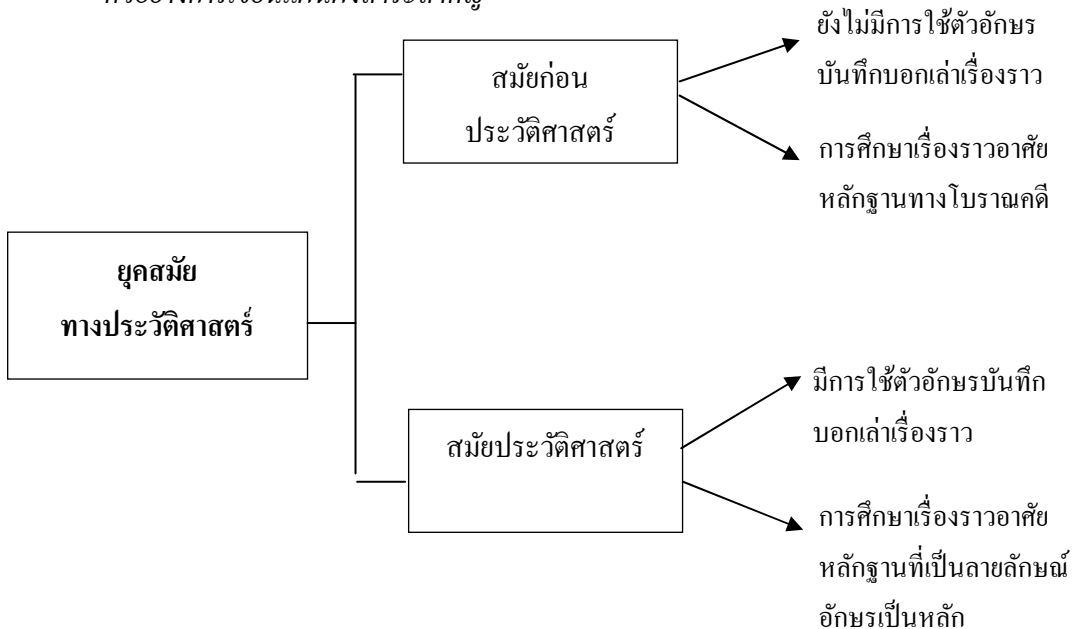 ยังไม่มีการใช้ตัวอักษร
บันทึกบอกเล่าเรื่องราว
สมัยก่อน
ประวัติศาสตร์
การศึกษาเรื่องราวอาศัย
หลักฐานทางโบราณคดี
ยุคสมัย
ทางประวัติศาสตร์
มีการใช้ตัวอักษรบันทึก
บอกเล่าเรื่องราว
สมัยประวัติศาสตร์
การศึกษาเรื่องราวอาศัย
หลักฐานที่เป็นลายลักษณ์
อักษรเป็นหลัก